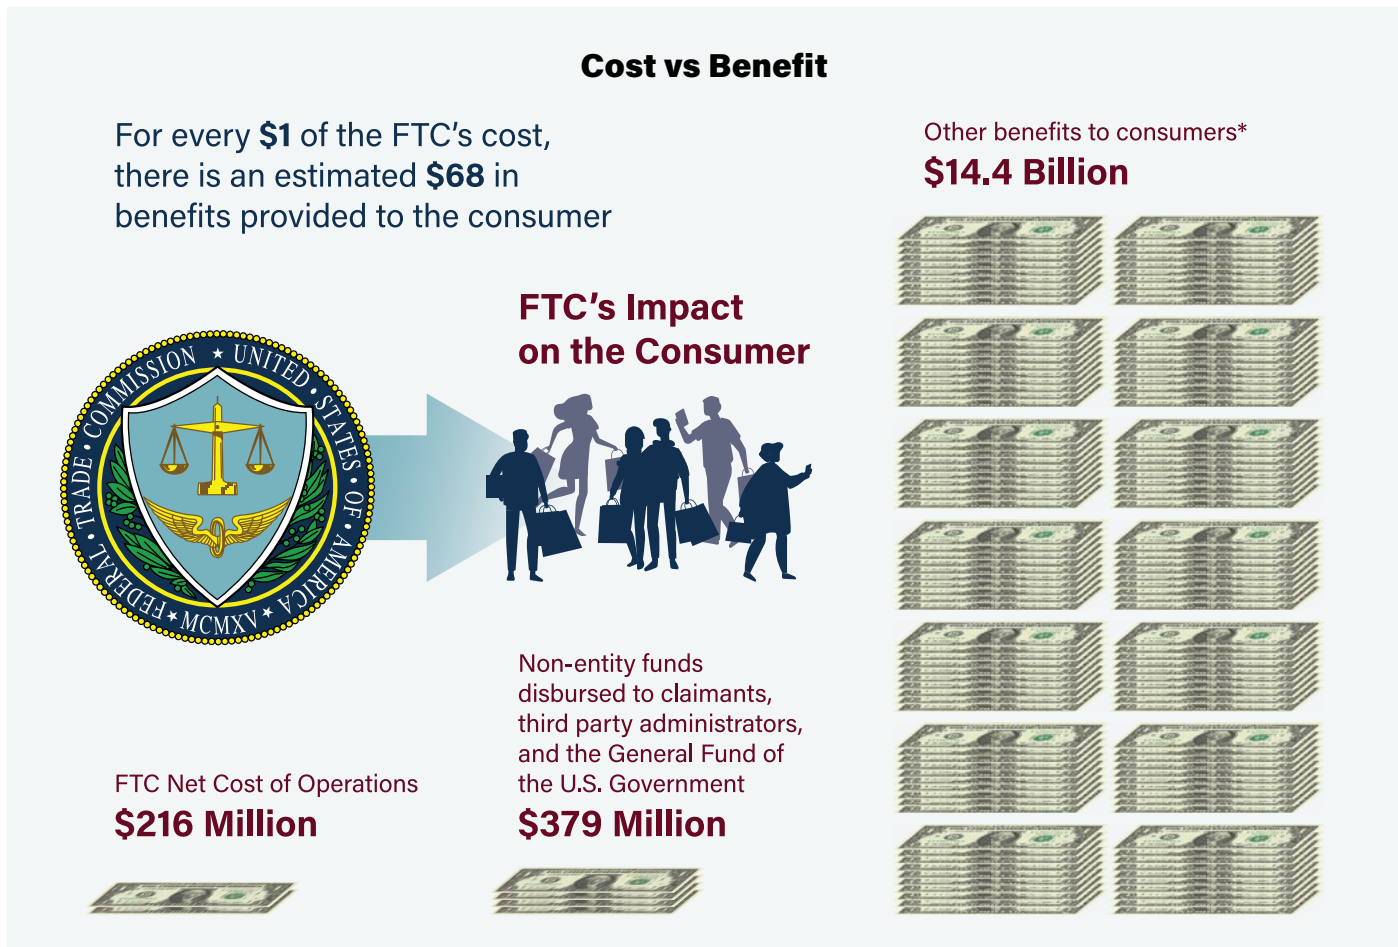 Cost vs Benefit
For every $1 of the FTC’s cost,
there is an estimated $68 in
benefits provided to the consumer
Other benefits to consumers*
$14.4 Billion
FTC’s Impact
on the Consumer
FEDERAL · TRADE · COMMISSION ★ UNITED · STATES · OF · AMERICA ★ MCMXV ★
Non-entity funds
disbursed to claimants,
third party administrators,
and the General Fund of
the U.S. Government
$379 Million
FTC Net Cost of Operations
$216 Million